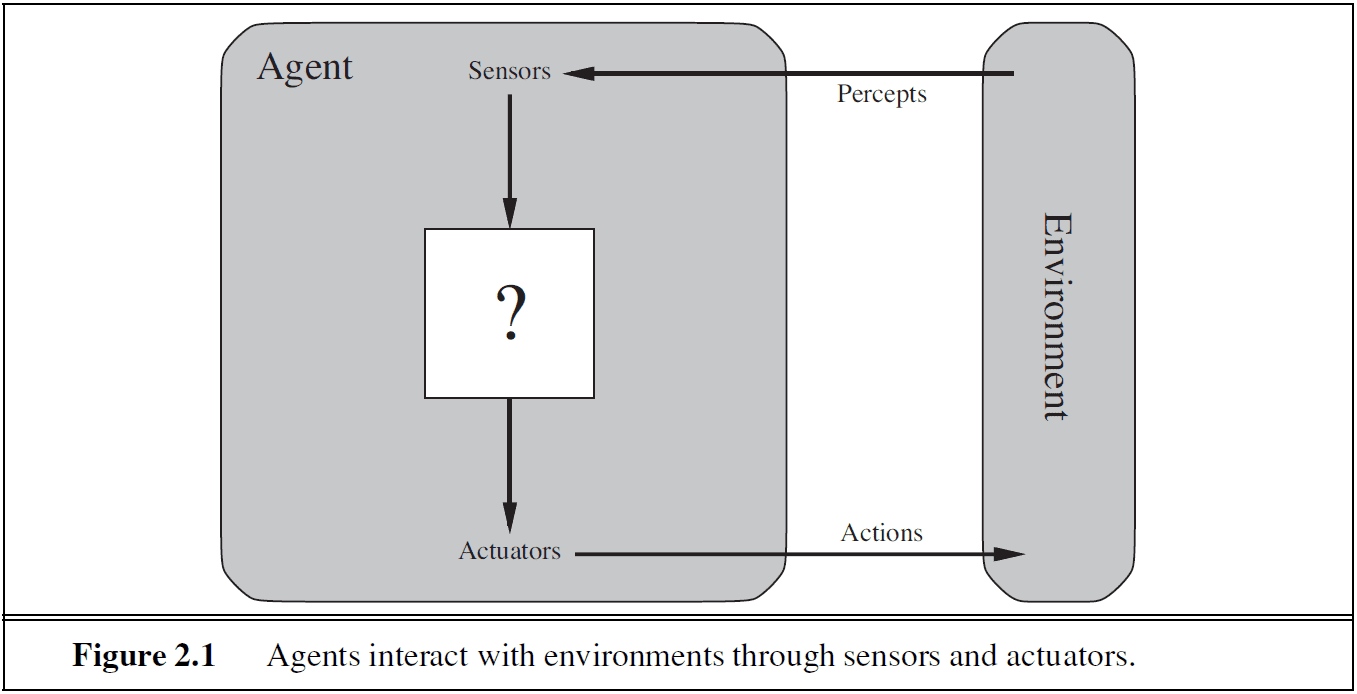 Agent
Sensors
Percepts
?
Environment
Actions
Actuators
Figure 2.1 Agents interact with environments through sensors and actuators.